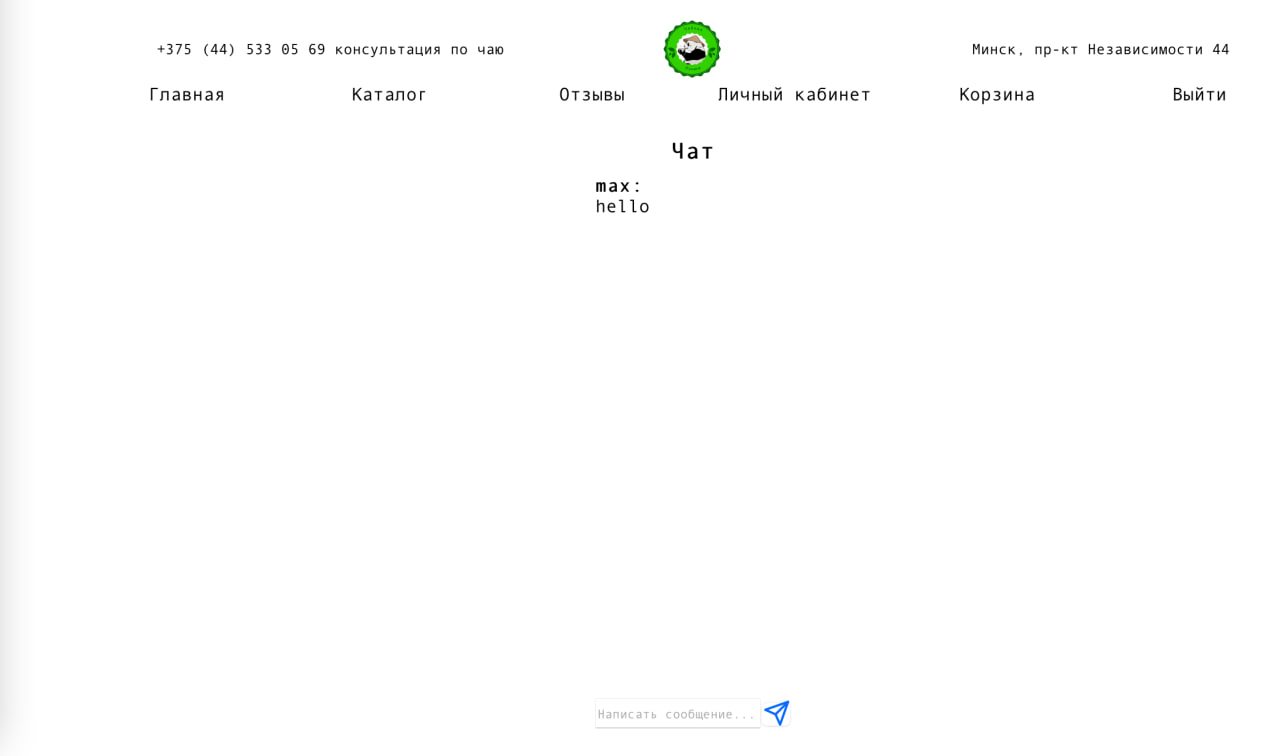 +375 (44) 533 05 69 консультация по чаю
Минск, пр-кт Независимости 44
Главная Каталог Отзывы Личный кабинет Корзина Выйти
Чат
max:
hello
Написать сообщение...